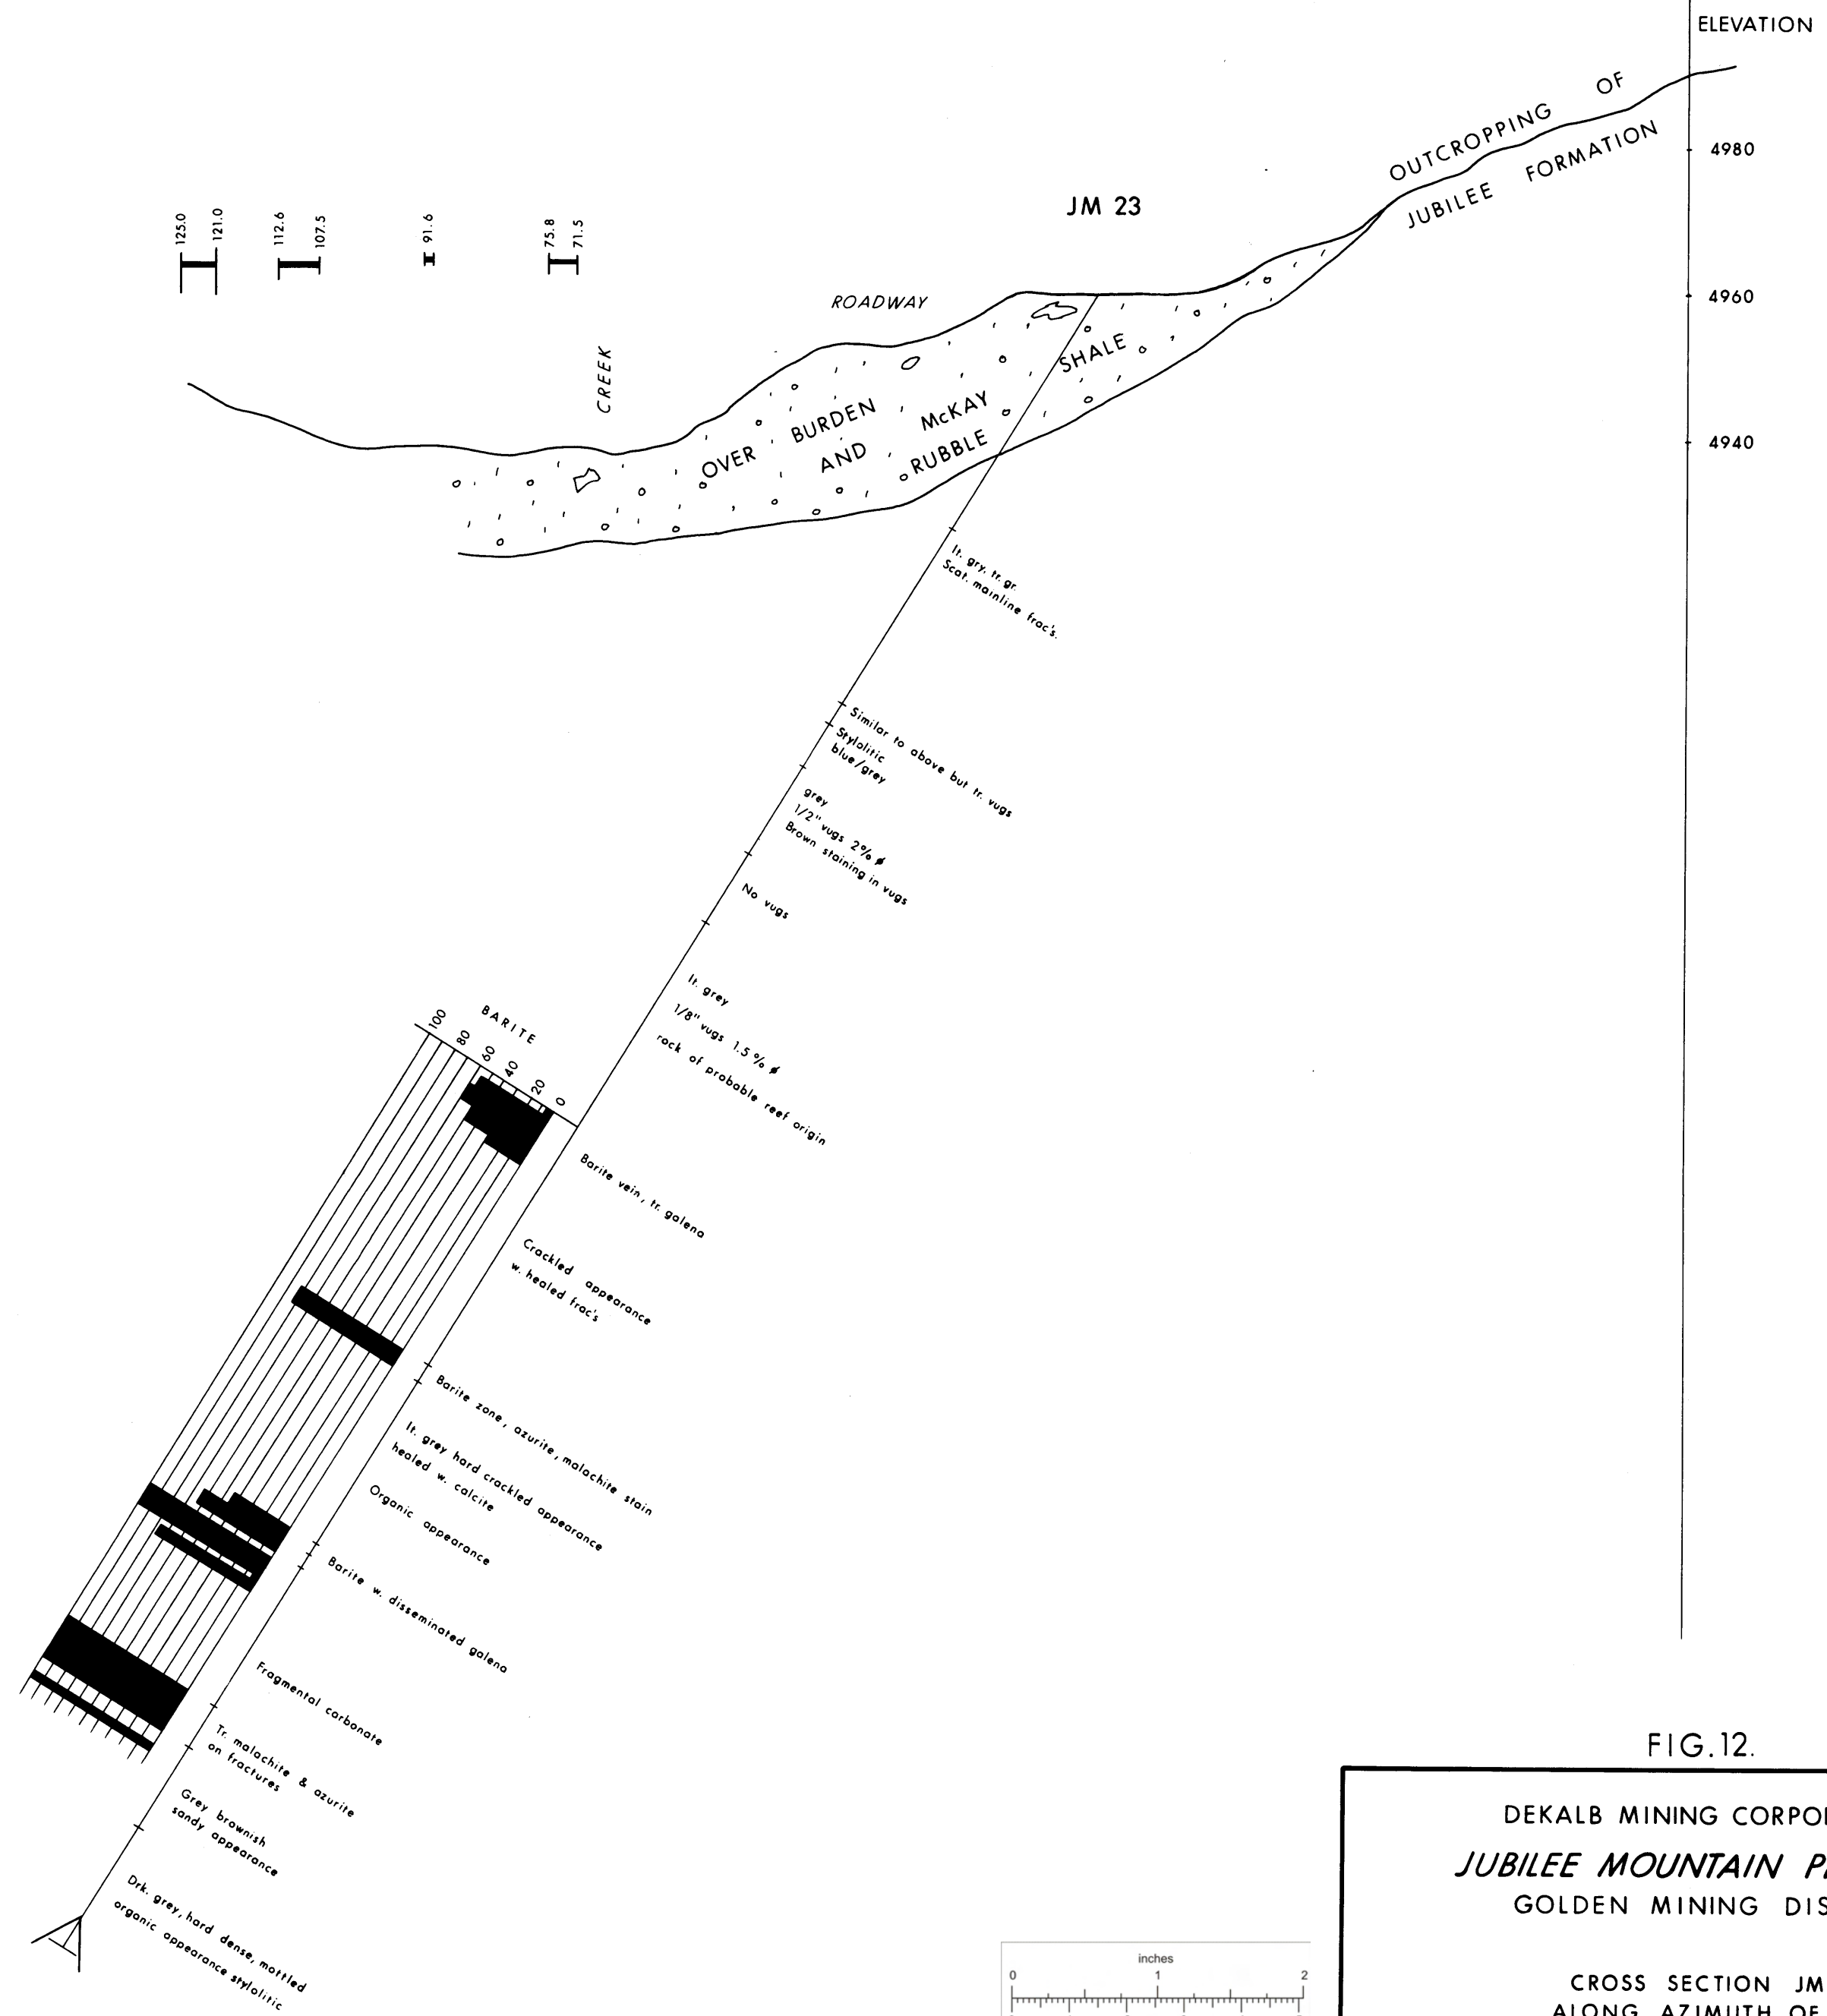 ELEVATION
OUTCROPPING OF
JUBILEE FORMATION
4980
4960
4940
JM 23
125.0
121.0
112.6
107.5
91.6
75.8
71.5
ROADWAY
CREEK
OVER BURDEN
AND McKAY SHALE
RUBBLE
lt. gry. tr. gr.
Scat. mainline frac's.
Similar to above but tr. vugs
Stylolitic
blue/grey
grey
1/2" vugs 2% ø
Brown staining in vugs
No vugs
lt. grey
1/8" vugs 1.5% ø
rock of probable reef origin
BARITE
100
80
60
40
20
0
Barite vein, tr. galena
Crackled appearance
w. healed frac's
Barite zone, azurite, malachite stain
lt. grey hard crackled appearance
healed w. calcite
Organic appearance
Barite w. disseminated galena
Fragmental carbonate
Tr. malachite & azurite
on fractures
Grey brownish
sandy appearance
Drk. grey, hard dense, mottled
organic appearance stylolitic
FIG.12.
DEKALB MINING CORPO
JUBILEE MOUNTAIN P
GOLDEN MINING DIS
CROSS SECTION JM
ALONG AZIMUTH OF
inches
0 1 2